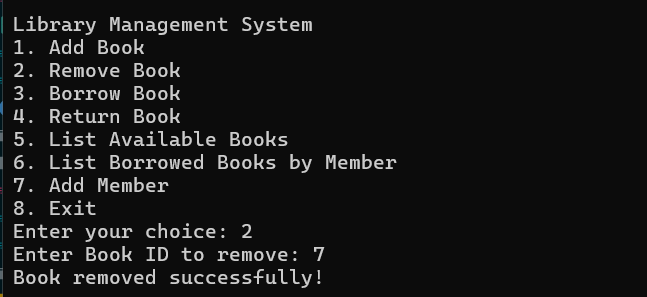 Library Management System
1. Add Book
2. Remove Book
3. Borrow Book
4. Return Book
5. List Available Books
6. List Borrowed Books by Member
7. Add Member
8. Exit
Enter your choice: 2
Enter Book ID to remove: 7
Book removed successfully!